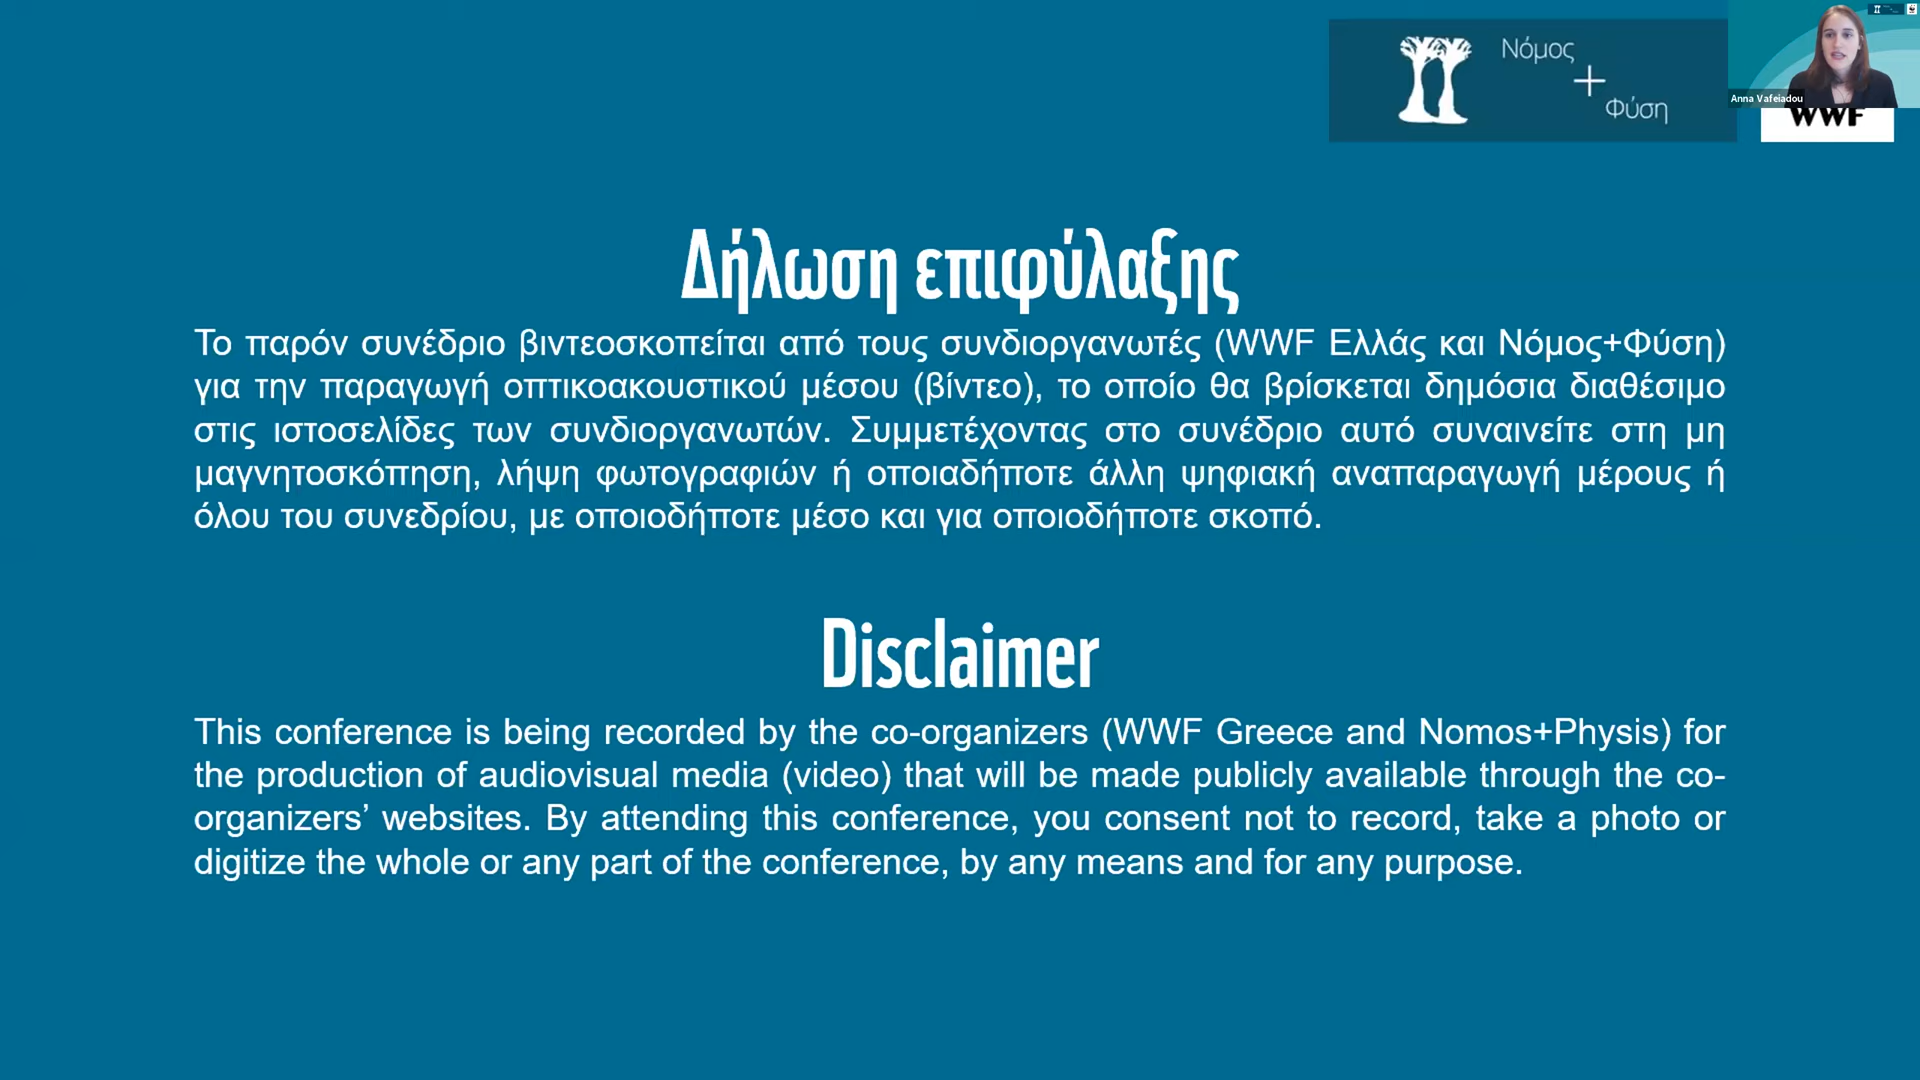 Νόμος
+
Φύση
Anna Vafeiadou
WWF
Δήλωση επιφύλαξης
Το παρόν συνέδριο βιντεοσκοπείται από τους συνδιοργανωτές (WWF Ελλάς και Νόμος+Φύση)
για την παραγωγή οπτικοακουστικού μέσου (βίντεο), το οποίο θα βρίσκεται δημόσια διαθέσιμο
στις ιστοσελίδες των συνδιοργανωτών. Συμμετέχοντας στο συνέδριο αυτό συναινείτε στη μη
μαγνητοσκόπηση, λήψη φωτογραφιών ή οποιαδήποτε άλλη ψηφιακή αναπαραγωγή μέρους ή
όλου του συνεδρίου, με οποιοδήποτε μέσο και για οποιοδήποτε σκοπό.
Disclaimer
This conference is being recorded by the co-organizers (WWF Greece and Nomos+Physis) for
the production of audiovisual media (video) that will be made publicly available through the co-
organizers’ websites. By attending this conference, you consent not to record, take a photo or
digitize the whole or any part of the conference, by any means and for any purpose.